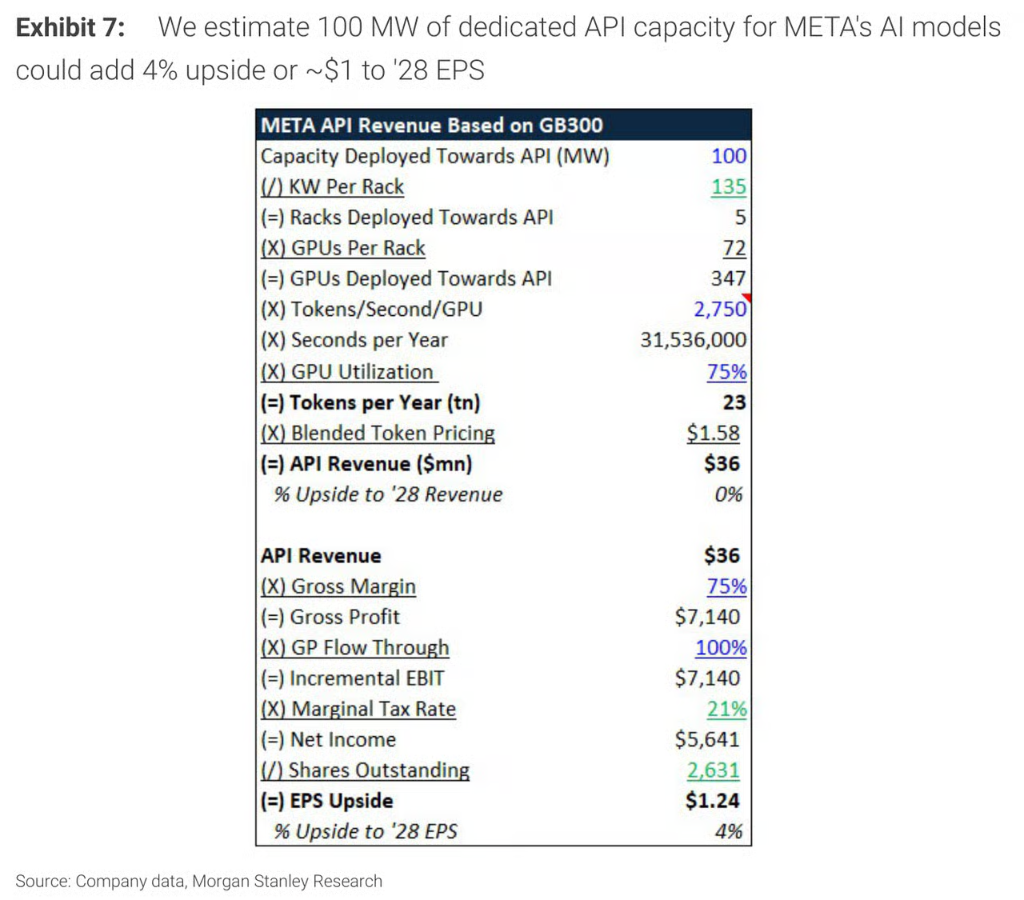 Exhibit 7: We estimate 100 MW of dedicated API capacity for META's AI models
could add 4% upside or ~$1 to '28 EPS
META API Revenue Based on GB300
Capacity Deployed Towards API (MW) 100
(/) KW Per Rack 135
(=) Racks Deployed Towards API 5
(X) GPUs Per Rack 72
(=) GPUs Deployed Towards API 347
(X) Tokens/Second/GPU 2,750
(X) Seconds per Year 31,536,000
(X) GPU Utilization 75%
(=) Tokens per Year (tn) 23
(X) Blended Token Pricing $1.58
(=) API Revenue ($mn) $36
% Upside to '28 Revenue 0%
API Revenue $36
(X) Gross Margin 75%
(=) Gross Profit $7,140
(X) GP Flow Through 100%
(=) Incremental EBIT $7,140
(X) Marginal Tax Rate 21%
(=) Net Income $5,641
(/) Shares Outstanding 2,631
(=) EPS Upside $1.24
% Upside to '28 EPS 4%
Source: Company data, Morgan Stanley Research